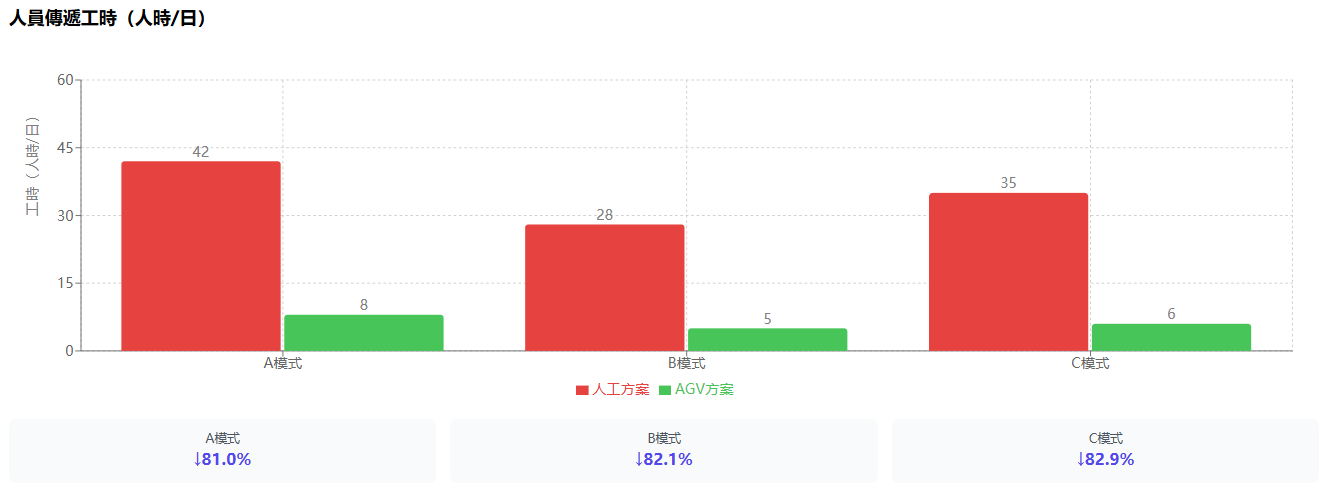 人員傳遞工時（人時/日）
工時（人時/日）
60
45
30
15
0
42
8
28
5
35
6
A模式
B模式
C模式
人工方案
AGV方案
A模式
↓81.0%
B模式
↓82.1%
C模式
↓82.9%